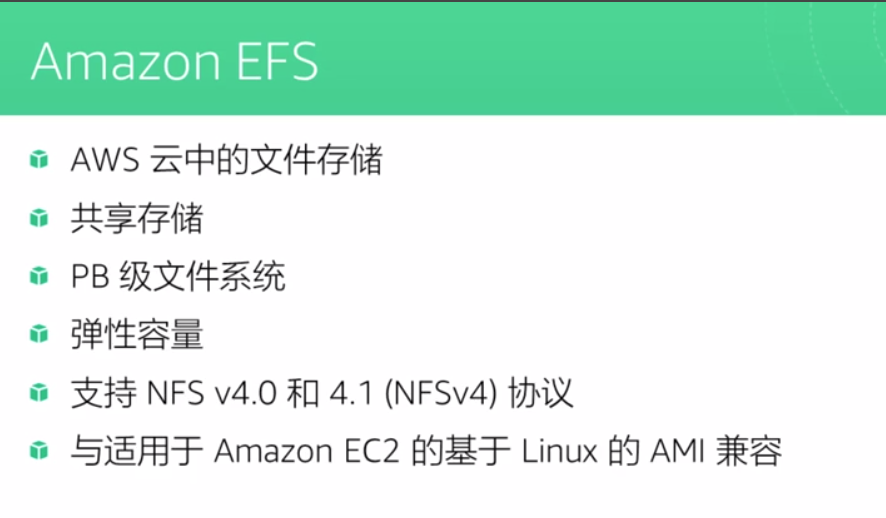 Amazon EFS
AWS 云中的文件存储
共享存储
PB 级文件系统
弹性容量
支持 NFS v4.0 和 4.1 (NFSv4) 协议
与适用于 Amazon EC2 的基于 Linux 的 AMI 兼容